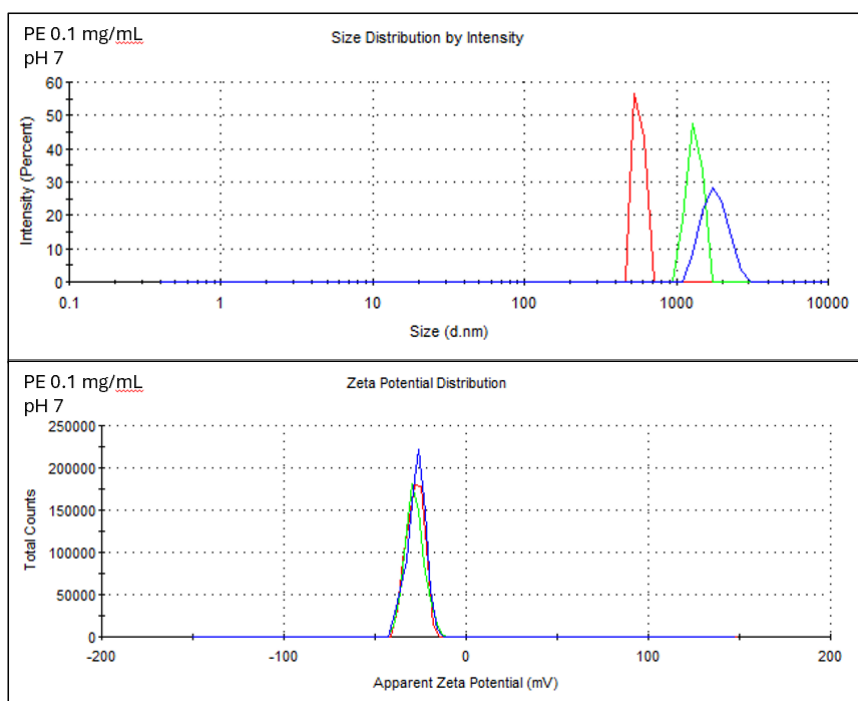 PE 0.1 mg/mL
pH 7
Size Distribution by Intensity
60
50
40
30
20
10
0
Intensity (Percent)
0.1
1
10
100
1000
10000
Size (d.nm)
PE 0.1 mg/mL
pH 7
Zeta Potential Distribution
250000
200000
150000
100000
50000
0
Total Counts
-200
-100
0
100
200
Apparent Zeta Potential (mV)